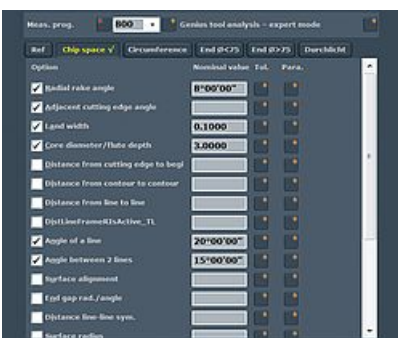 Meas. prog. 800 Genius tool analysis - expert mode
Ref Chip space √ Circumference End Ø<75 End Ø>75 Durchlicht
Option Nominal value Tol. Para.
Radial rake angle 8°00'00"
Adjacent cutting edge angle
Land width 0.1000
Core diameter/flute depth 3.0000
Distance from cutting edge to begi
Distance from contour to contour
Distance from line to line
DistLineFrameRIsActive_TL
Angle of a line 20°00'00"
Angle between 2 lines 15°00'00"
Surface alignment
End gap rad./angle
Distance line-line sym.
Surface radius